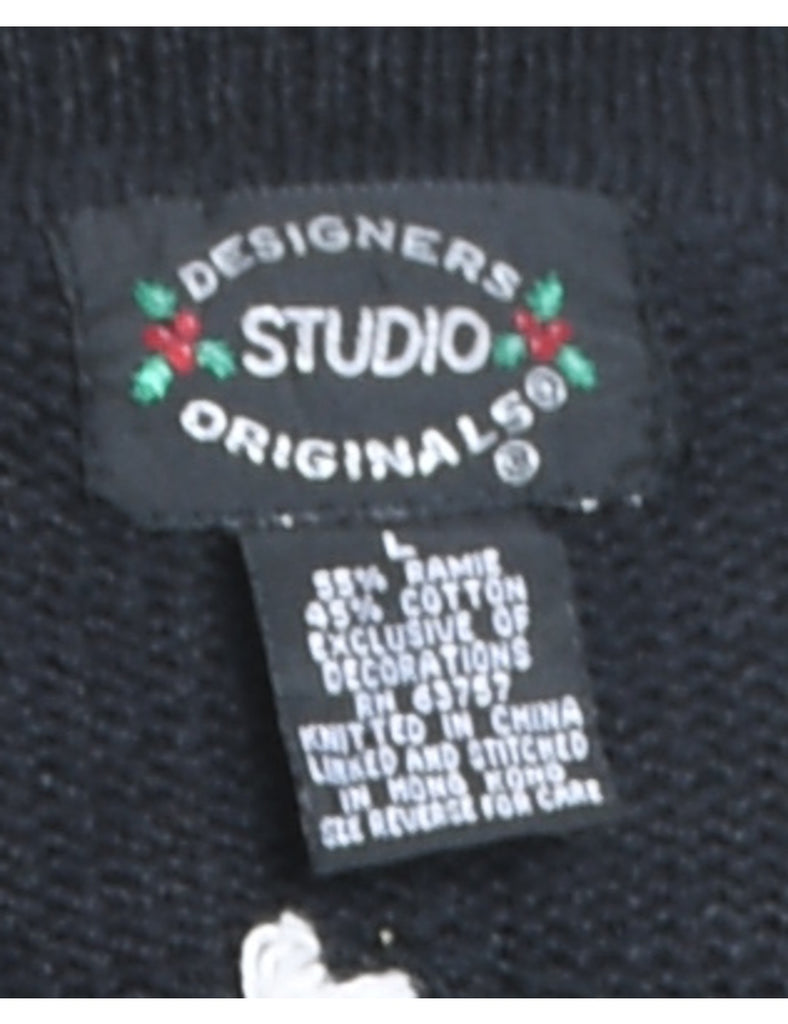 DESIGNERS
STUDIO
ORIGINALS®
®
L
55% RAMIE
45% COTTON
EXCLUSIVE OF
DECORATIONS
RN 63757
KNITTED IN CHINA
LINKED AND STITCHED
IN HONG KONG
SEE REVERSE FOR CARE